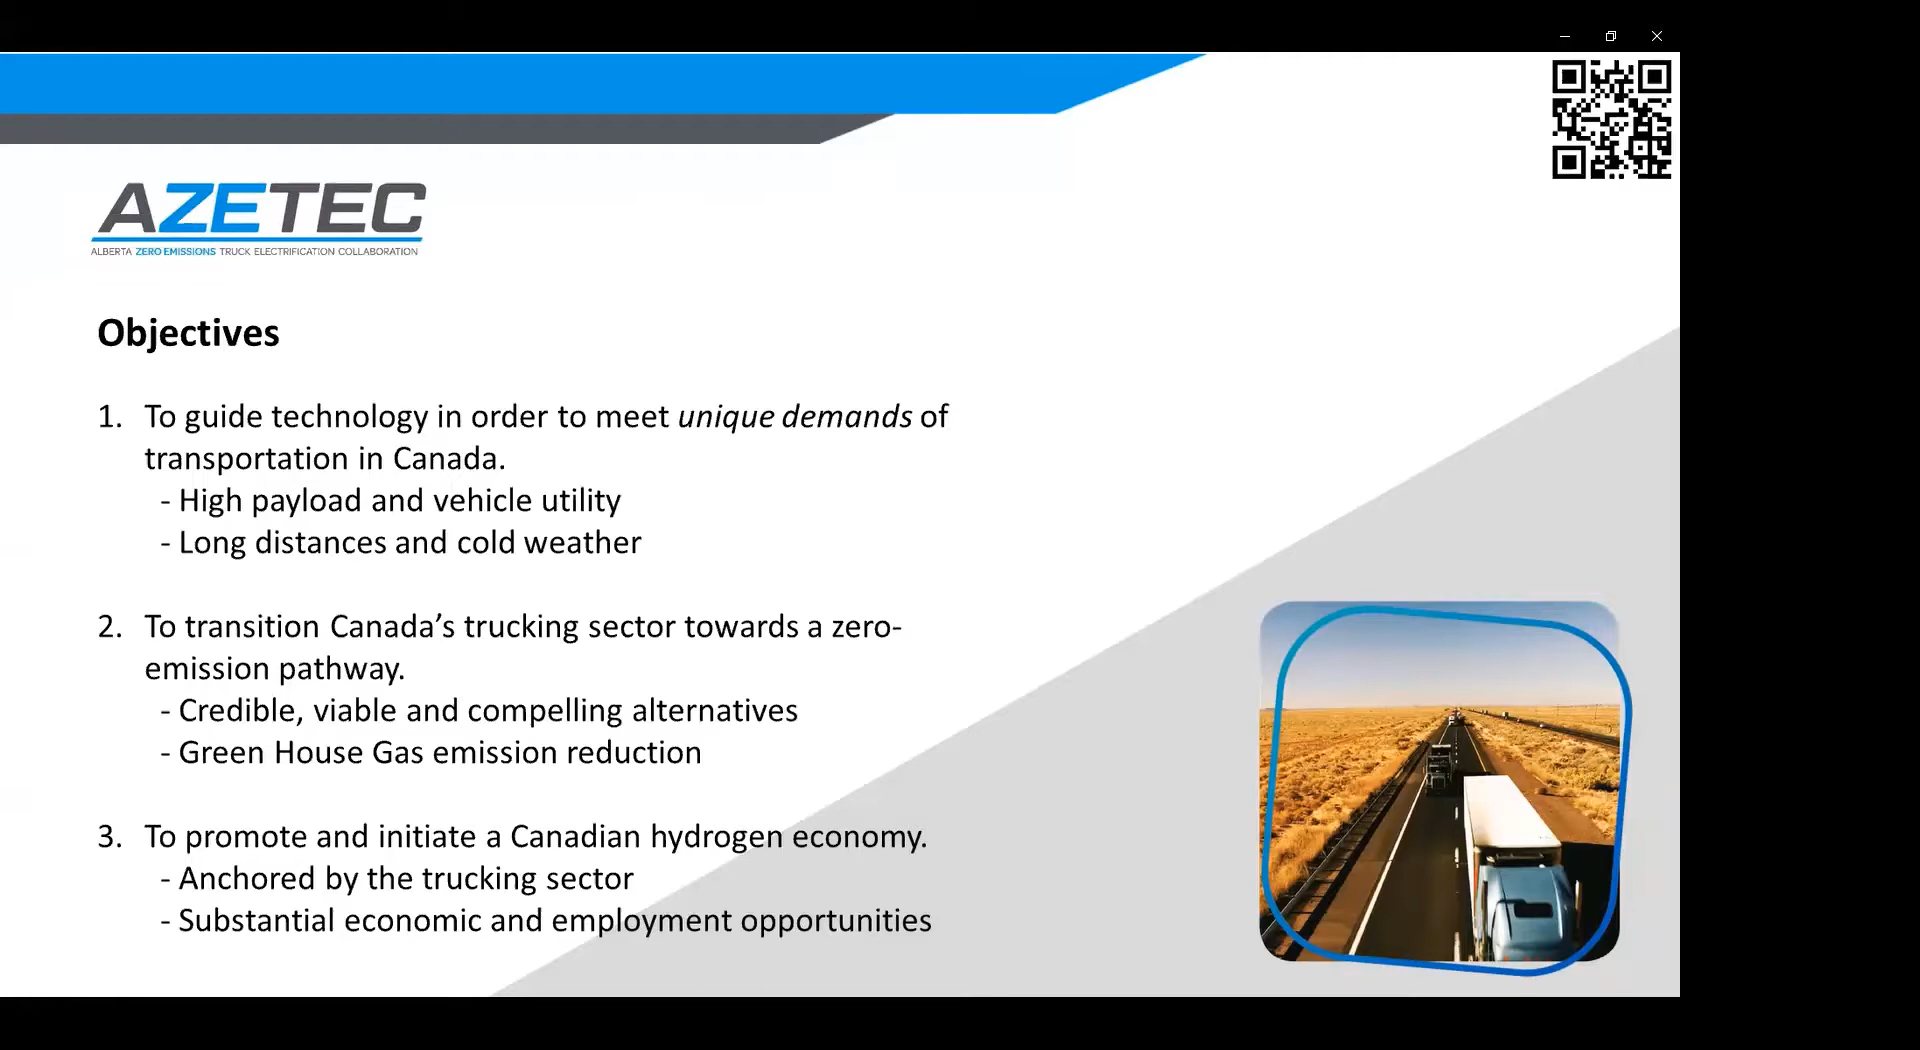 AZETEC
ALBERTA ZERO EMISSIONS TRUCK ELECTRIFICATION COLLABORATION
Objectives
1. To guide technology in order to meet unique demands of
transportation in Canada.
- High payload and vehicle utility
- Long distances and cold weather
2. To transition Canada’s trucking sector towards a zero-
emission pathway.
- Credible, viable and compelling alternatives
- Green House Gas emission reduction
3. To promote and initiate a Canadian hydrogen economy.
- Anchored by the trucking sector
- Substantial economic and employment opportunities